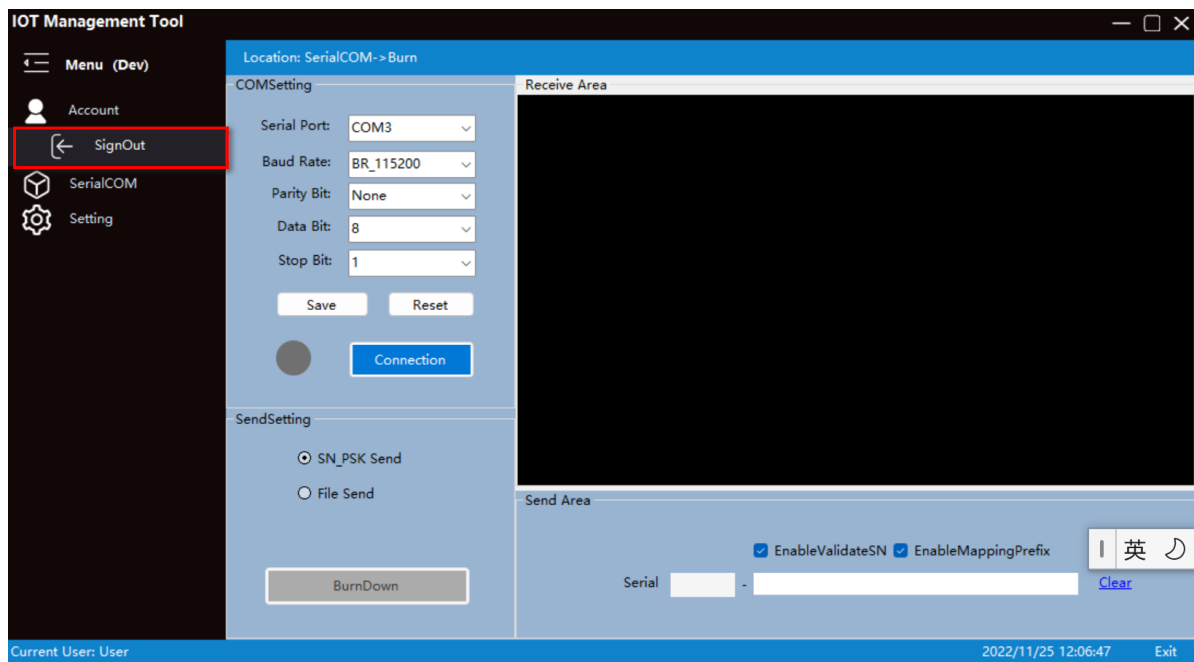 IOT Management Tool
Menu (Dev)
Account
SignOut
SerialCOM
Setting
Location: SerialCOM->Burn
COMSetting
Serial Port: COM3
Baud Rate: BR_115200
Parity Bit: None
Data Bit: 8
Stop Bit: 1
Save Reset
Connection
SendSetting
SN_PSK Send
File Send
BurnDown
Receive Area
Send Area
EnableValidateSN EnableMappingPrefix
英
Serial - Clear
Current User: User 2022/11/25 12:06:47 Exit